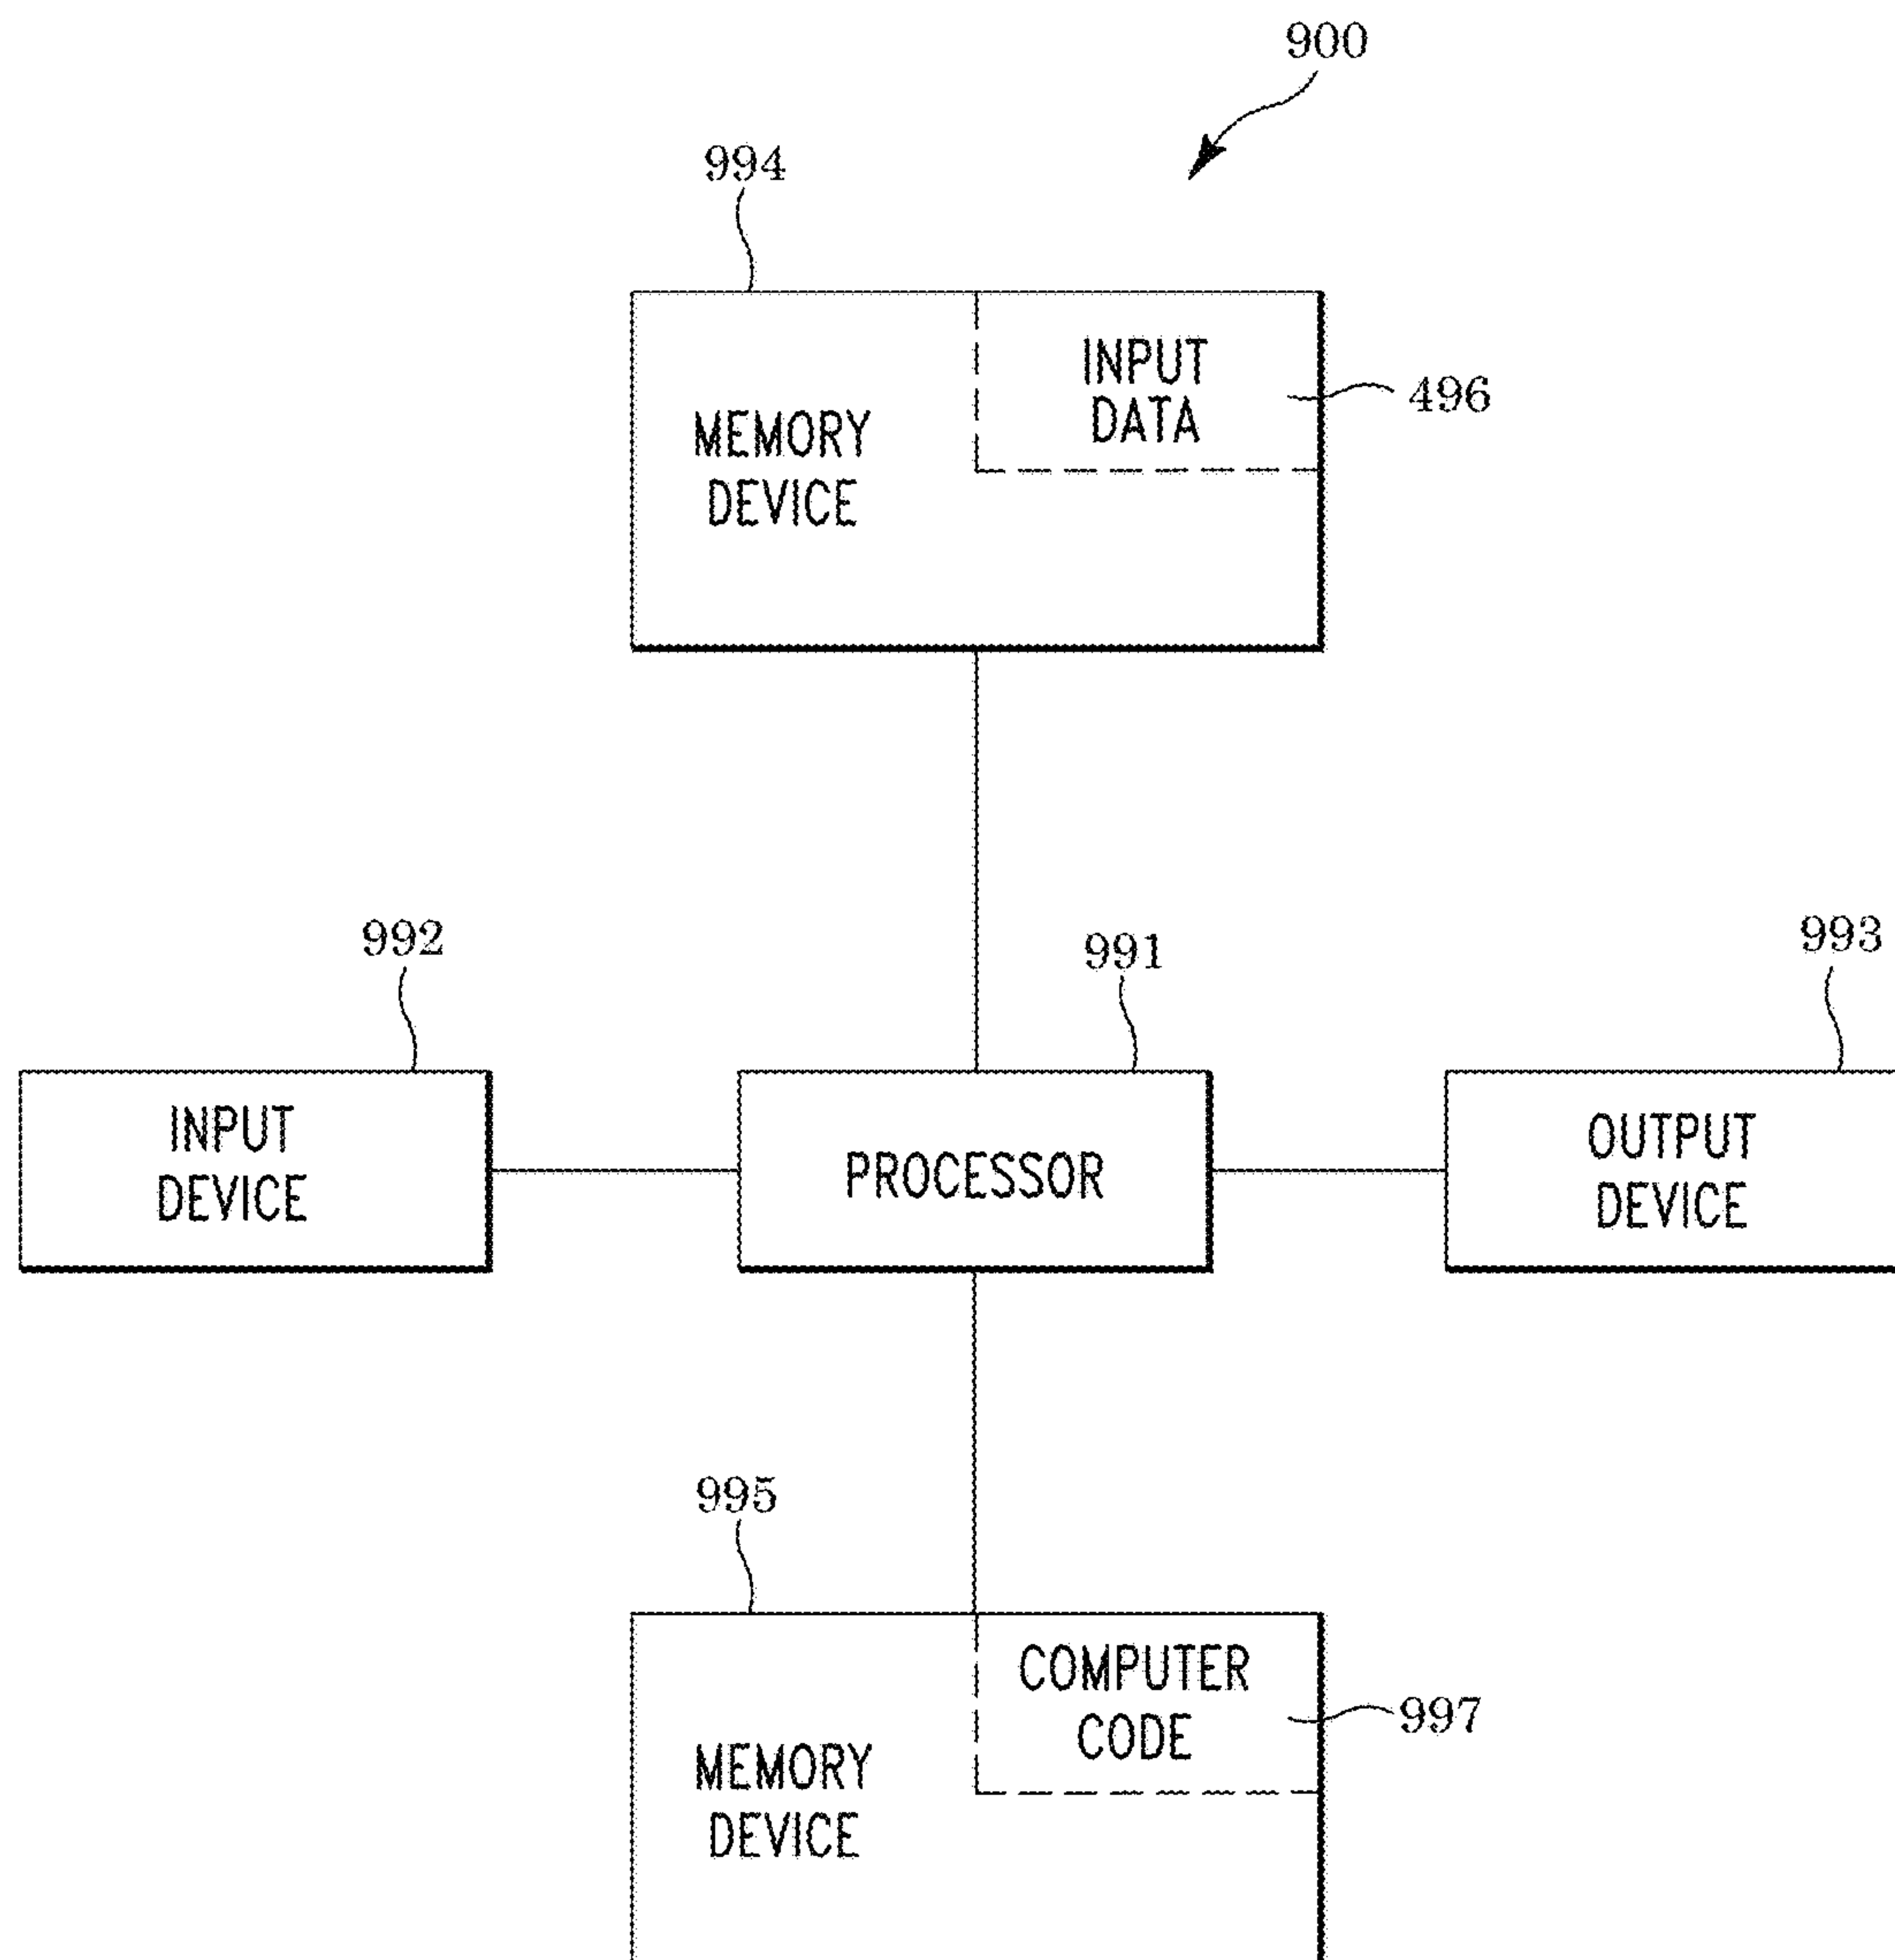 900
994
INPUT
DATA
496
MEMORY
DEVICE
992
991
993
INPUT
DEVICE
PROCESSOR
OUTPUT
DEVICE
995
COMPUTER
CODE
997
MEMORY
DEVICE